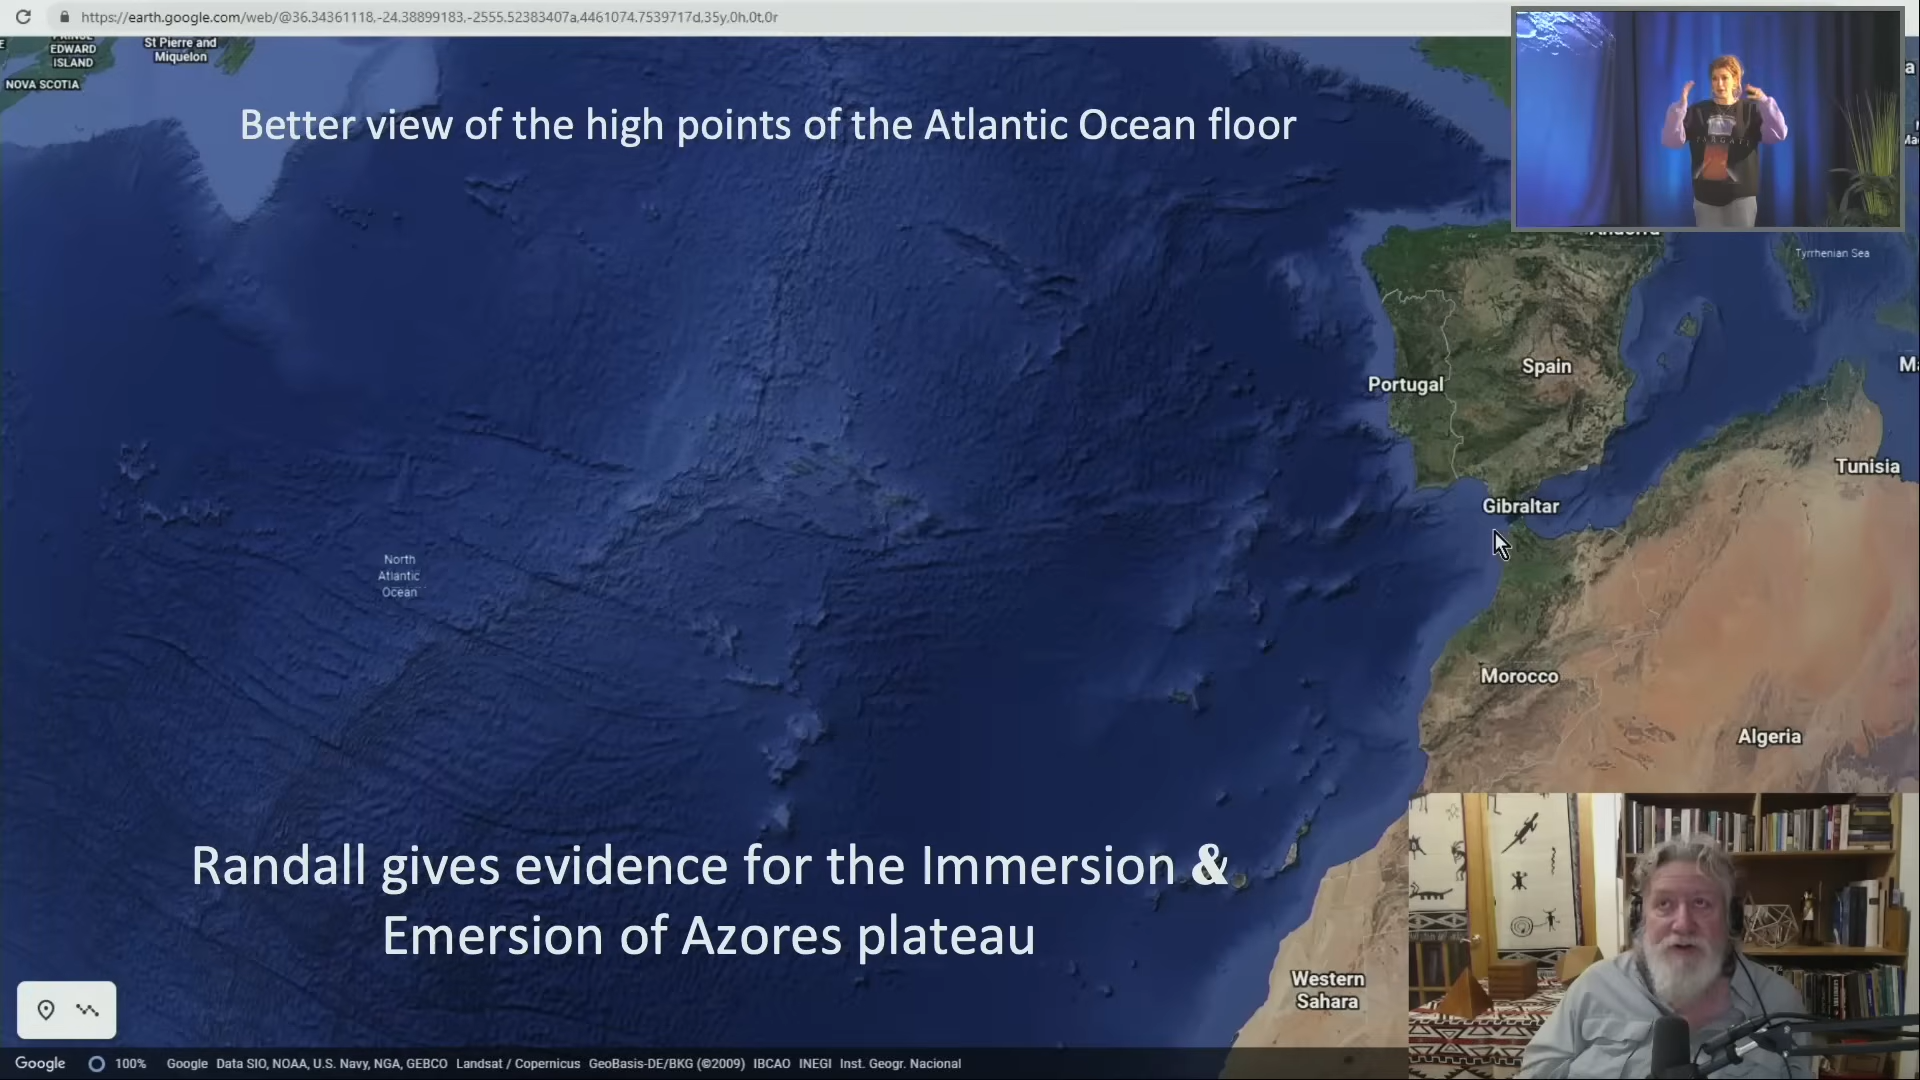 https://earth.google.com/web/@36.34361118,-24.38899183,-2555.52383407a,4461074.7539717d,35y,0h,0t,0r
EDWARD
ISLAND
St Pierre and
Miquelon
NOVA SCOTIA
Better view of the high points of the Atlantic Ocean floor
Tyrrhenian Sea
Spain
Portugal
Tunisia
Gibraltar
North
Atlantic
Ocean
Morocco
Algeria
Randall gives evidence for the Immersion &
Emersion of Azores plateau
Western
Sahara
Google 100% Google Data SIO, NOAA, U.S. Navy, NGA, GEBCO Landsat / Copernicus GeoBasis-DE/BKG (©2009) IBCAO INEGI Inst. Geogr. Nacional